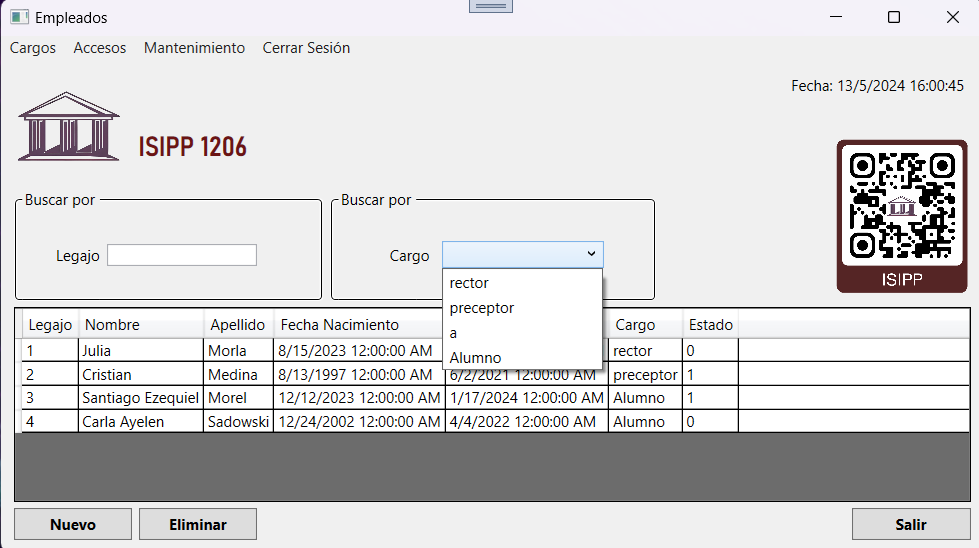 Empleados
Cargos Accesos Mantenimiento Cerrar Sesión
Fecha: 13/5/2024 16:00:45
ISIPP 1206
ISIPP
Buscar por
Legajo
Buscar por
Cargo
rector
preceptor
a
Alumno
Legajo Nombre Apellido Fecha Nacimiento Cargo Estado
1 Julia Morla 8/15/2023 12:00:00 AM rector 0
2 Cristian Medina 8/13/1997 12:00:00 AM 6/2/2021 12:00:00 AM preceptor 1
3 Santiago Ezequiel Morel 12/12/2023 12:00:00 AM 1/17/2024 12:00:00 AM Alumno 1
4 Carla Ayelen Sadowski 12/24/2002 12:00:00 AM 4/4/2022 12:00:00 AM Alumno 0
Nuevo Eliminar Salir